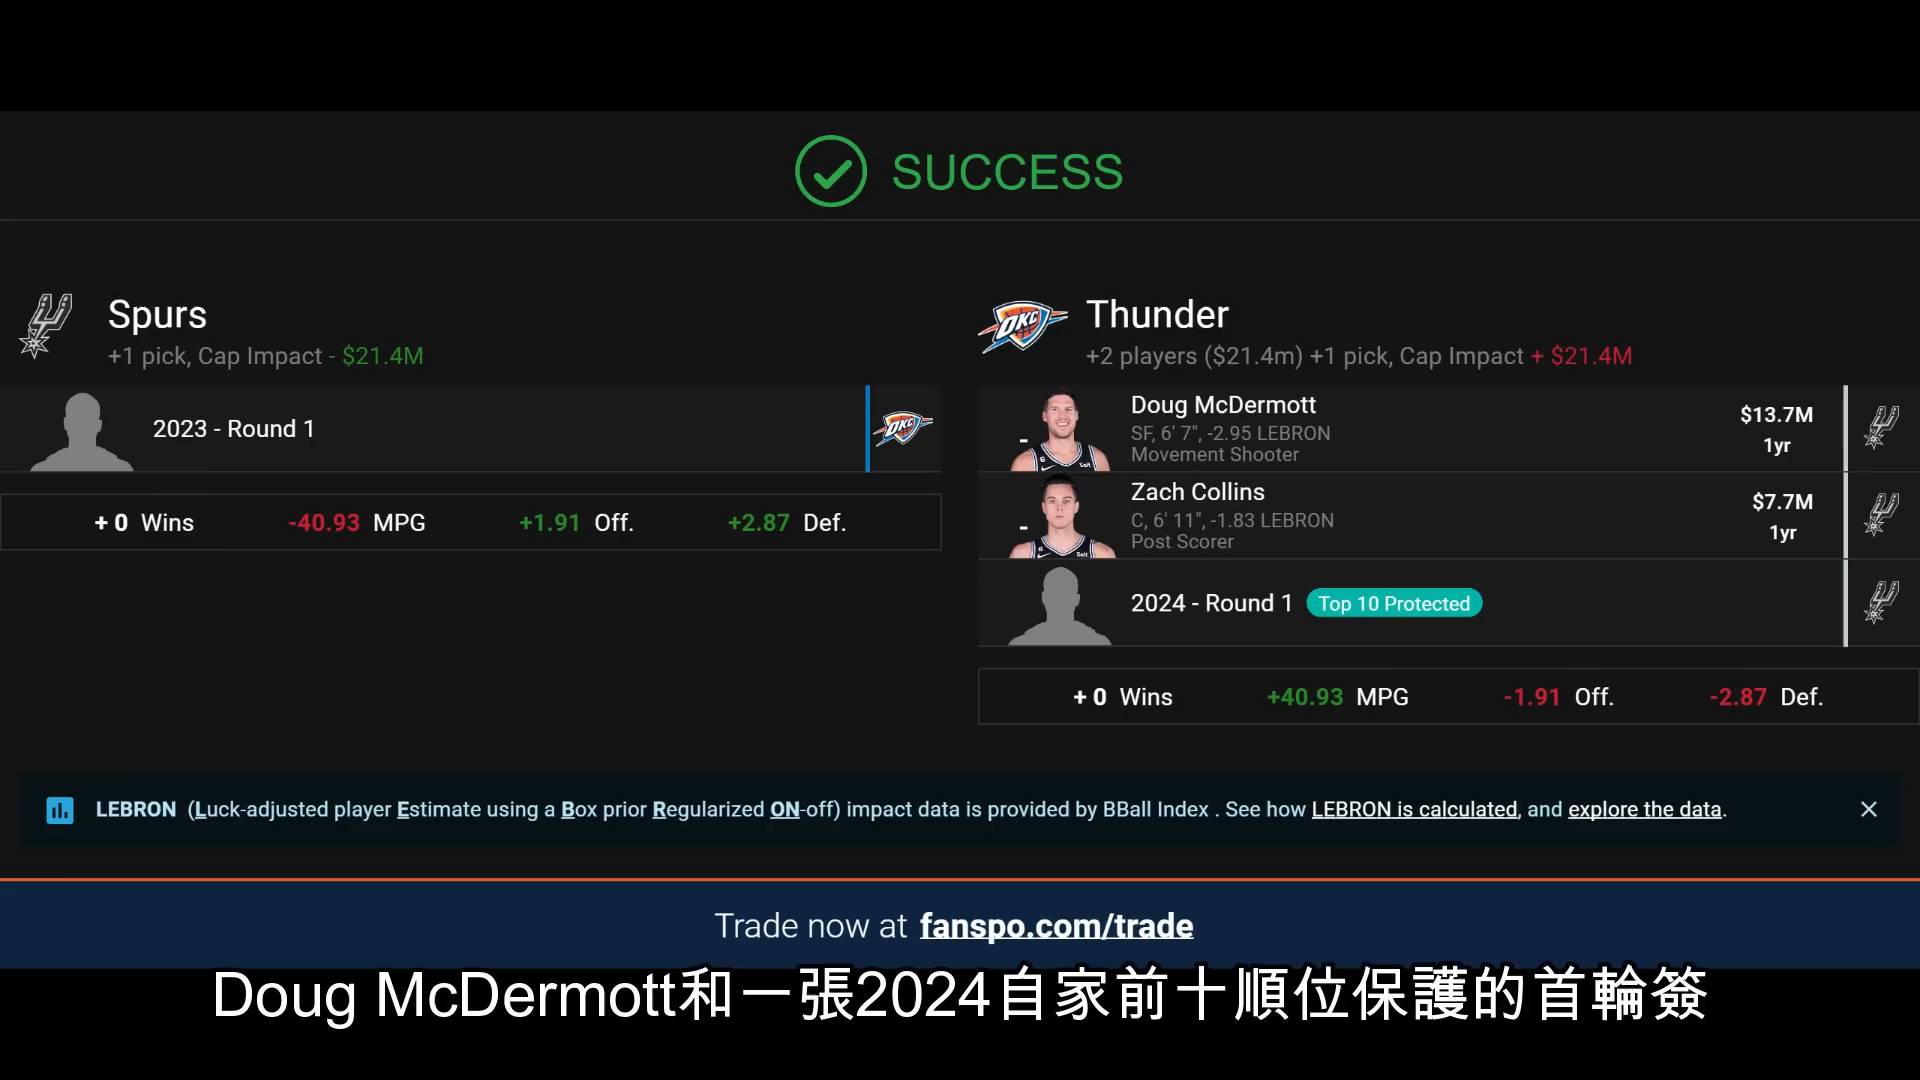 SUCCESS
Spurs
+1 pick, Cap Impact - $21.4M
2023 - Round 1
OKC
+ 0 Wins -40.93 MPG +1.91 Off. +2.87 Def.
OKC
Thunder
+2 players ($21.4m) +1 pick, Cap Impact + $21.4M
-
Doug McDermott
SF, 6' 7", -2.95 LEBRON
Movement Shooter
$13.7M
1yr
-
Zach Collins
C, 6' 11", -1.83 LEBRON
Post Scorer
$7.7M
1yr
2024 - Round 1 Top 10 Protected
+ 0 Wins +40.93 MPG -1.91 Off. -2.87 Def.
LEBRON (Luck-adjusted player Estimate using a Box prior Regularized ON-off) impact data is provided by BBall Index . See how LEBRON is calculated, and explore the data.
Trade now at fanspo.com/trade
Doug McDermott和一張2024自家前十順位保護的首輪簽